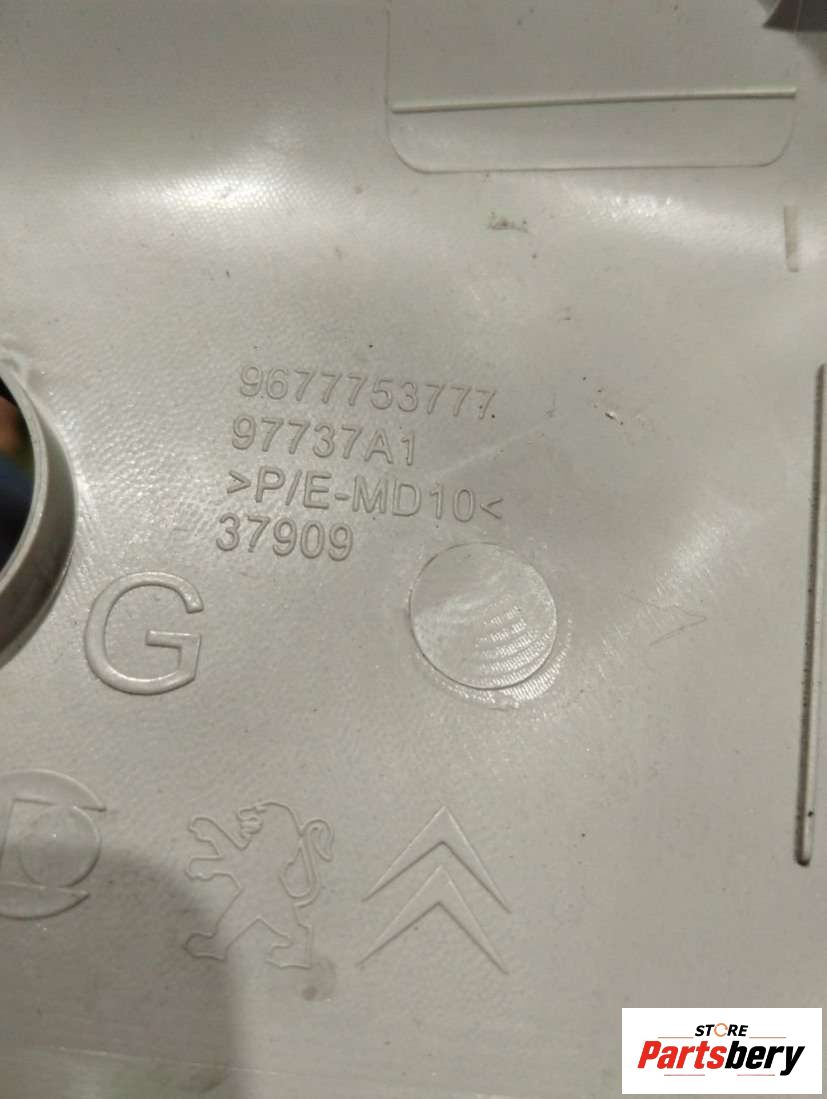 9677753777
97737A1
>P/E-MD10<
37909
G
STORE
Partsbery